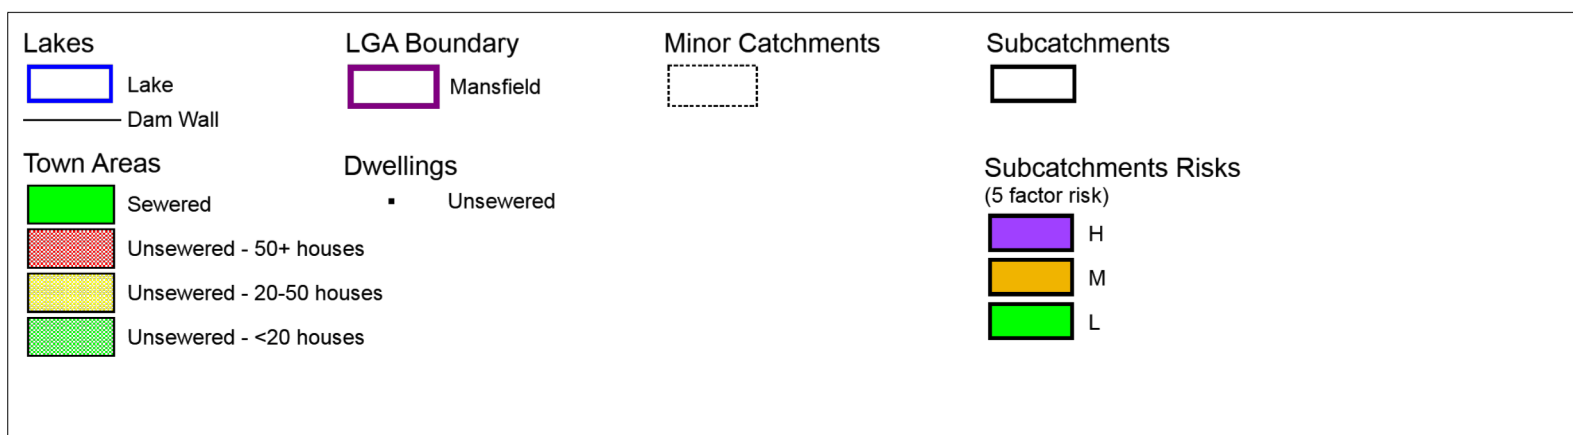 Lakes
Lake
Dam Wall
LGA Boundary
Mansfield
Minor Catchments
Subcatchments
Town Areas
Sewered
Unsewered - 50+ houses
Unsewered - 20-50 houses
Unsewered - <20 houses
Dwellings
Unsewered
Subcatchments Risks
(5 factor risk)
H
M
L